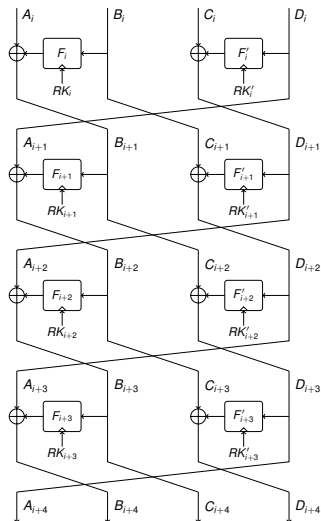 A_i B_i C_i D_i
F_i F′_i
RK_i RK′_i
A_{i+1} B_{i+1} C_{i+1} D_{i+1}
F_{i+1} F′_{i+1}
RK_{i+1} RK′_{i+1}
A_{i+2} B_{i+2} C_{i+2} D_{i+2}
F_{i+2} F′_{i+2}
RK_{i+2} RK′_{i+2}
A_{i+3} B_{i+3} C_{i+3} D_{i+3}
F_{i+3} F′_{i+3}
RK_{i+3} RK′_{i+3}
A_{i+4} B_{i+4} C_{i+4} D_{i+4}